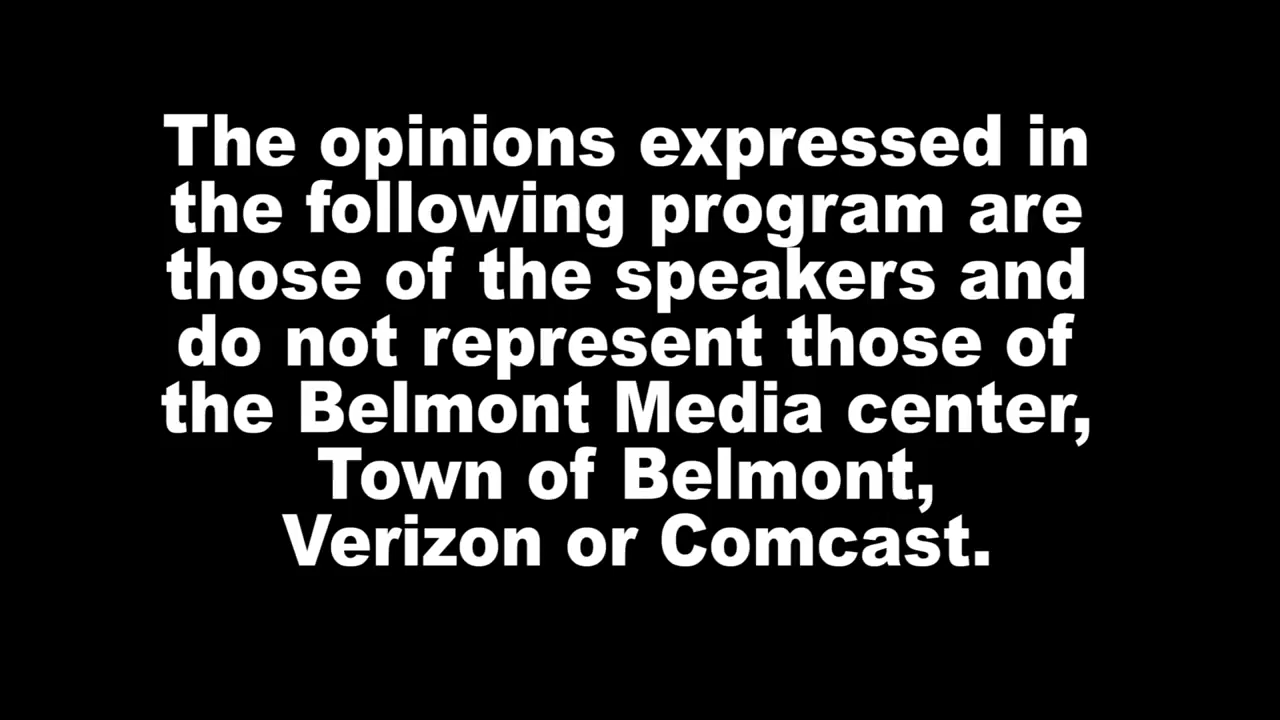 The opinions expressed in
the following program are
those of the speakers and
do not represent those of
the Belmont Media center,
Town of Belmont,
Verizon or Comcast.